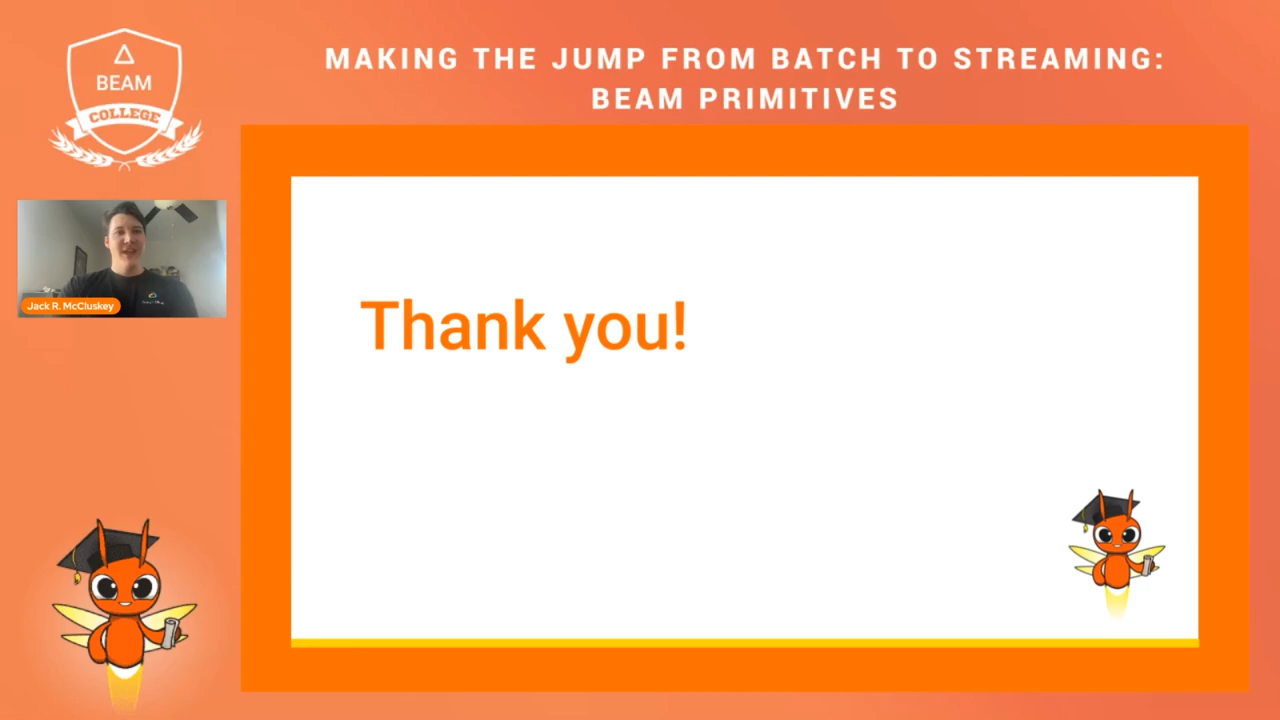 BEAM
COLLEGE
MAKING THE JUMP FROM BATCH TO STREAMING:
BEAM PRIMITIVES
Jack R. McCluskey
Thank you!